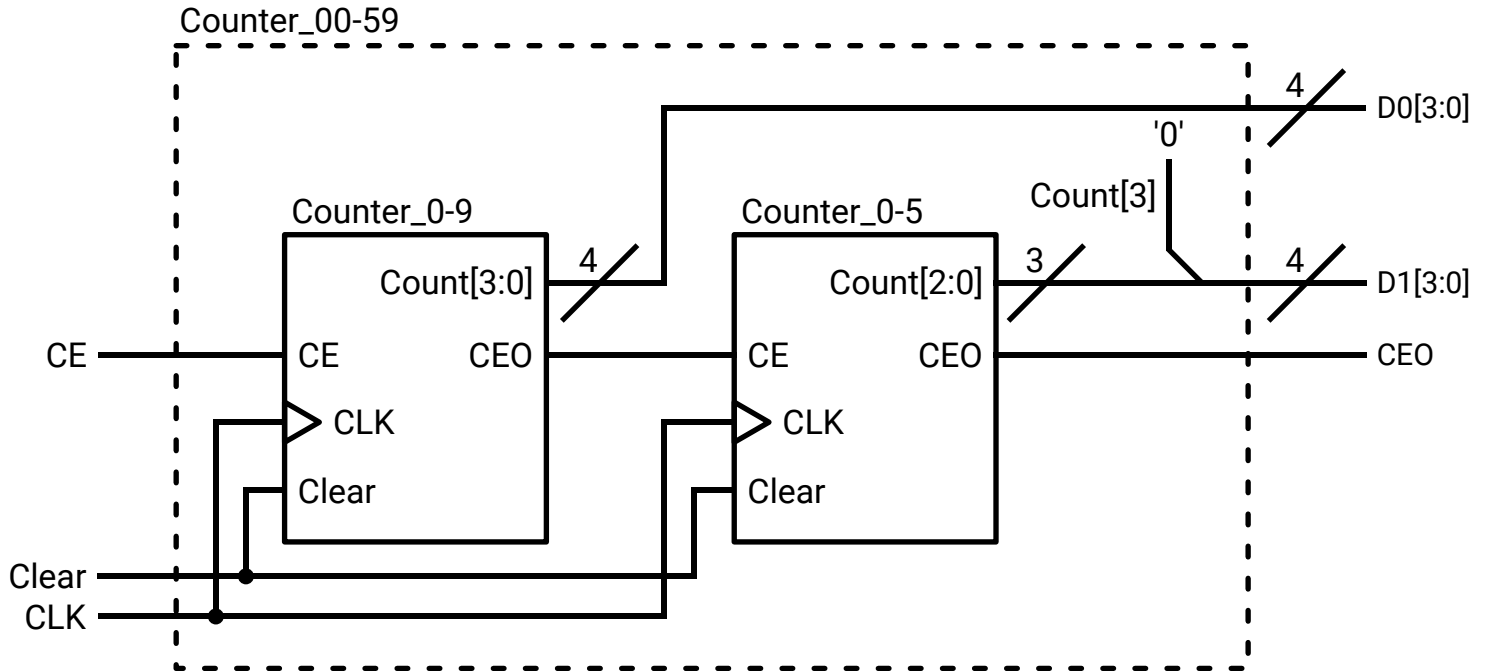 Counter_00-59
4
D0[3:0]
'0'
Count[3]
Counter_0-9
Counter_0-5
Count[3:0]
4
Count[2:0]
3
4
D1[3:0]
CE
CE
CEO
CE
CEO
CEO
CLK
CLK
Clear
Clear
Clear
CLK